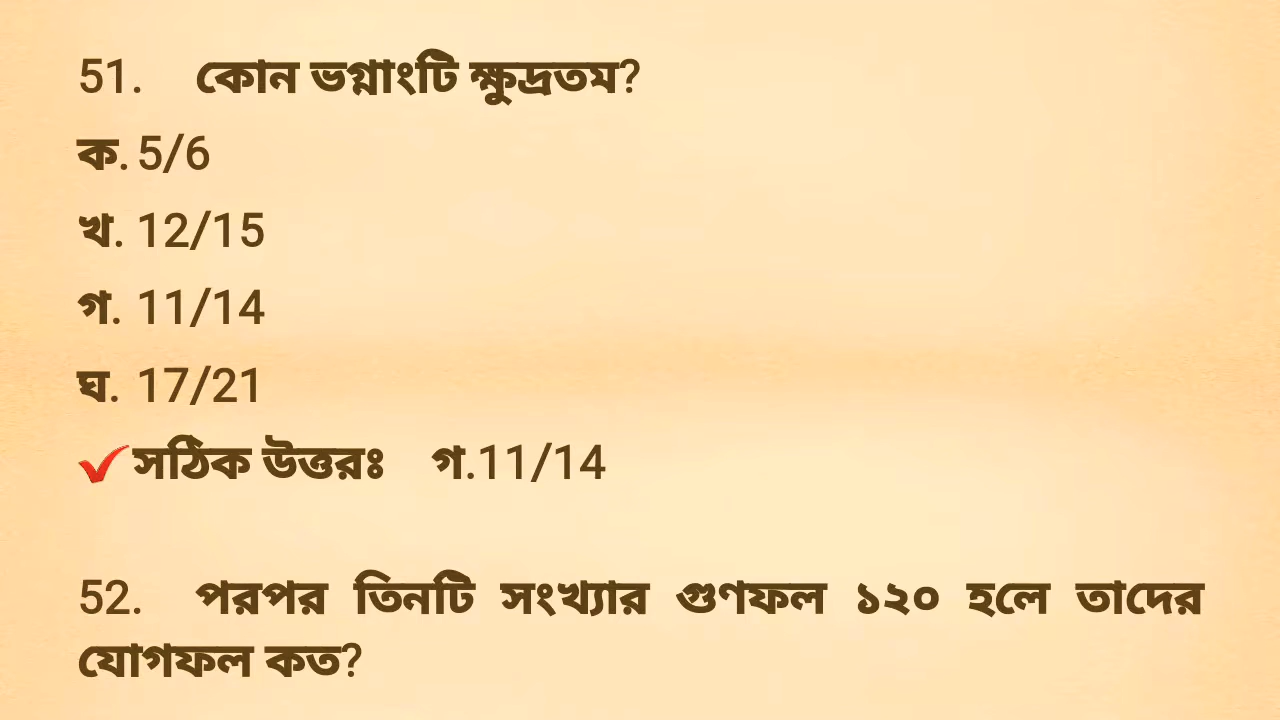 51. কোন ভগ্নাংটি ক্ষুদ্রতম?
ক. 5/6
খ. 12/15
গ. 11/14
ঘ. 17/21
✔সঠিক উত্তরঃ গ.11/14
52. পরপর তিনটি সংখ্যার গুণফল ১২০ হলে তাদের
যোগফল কত?